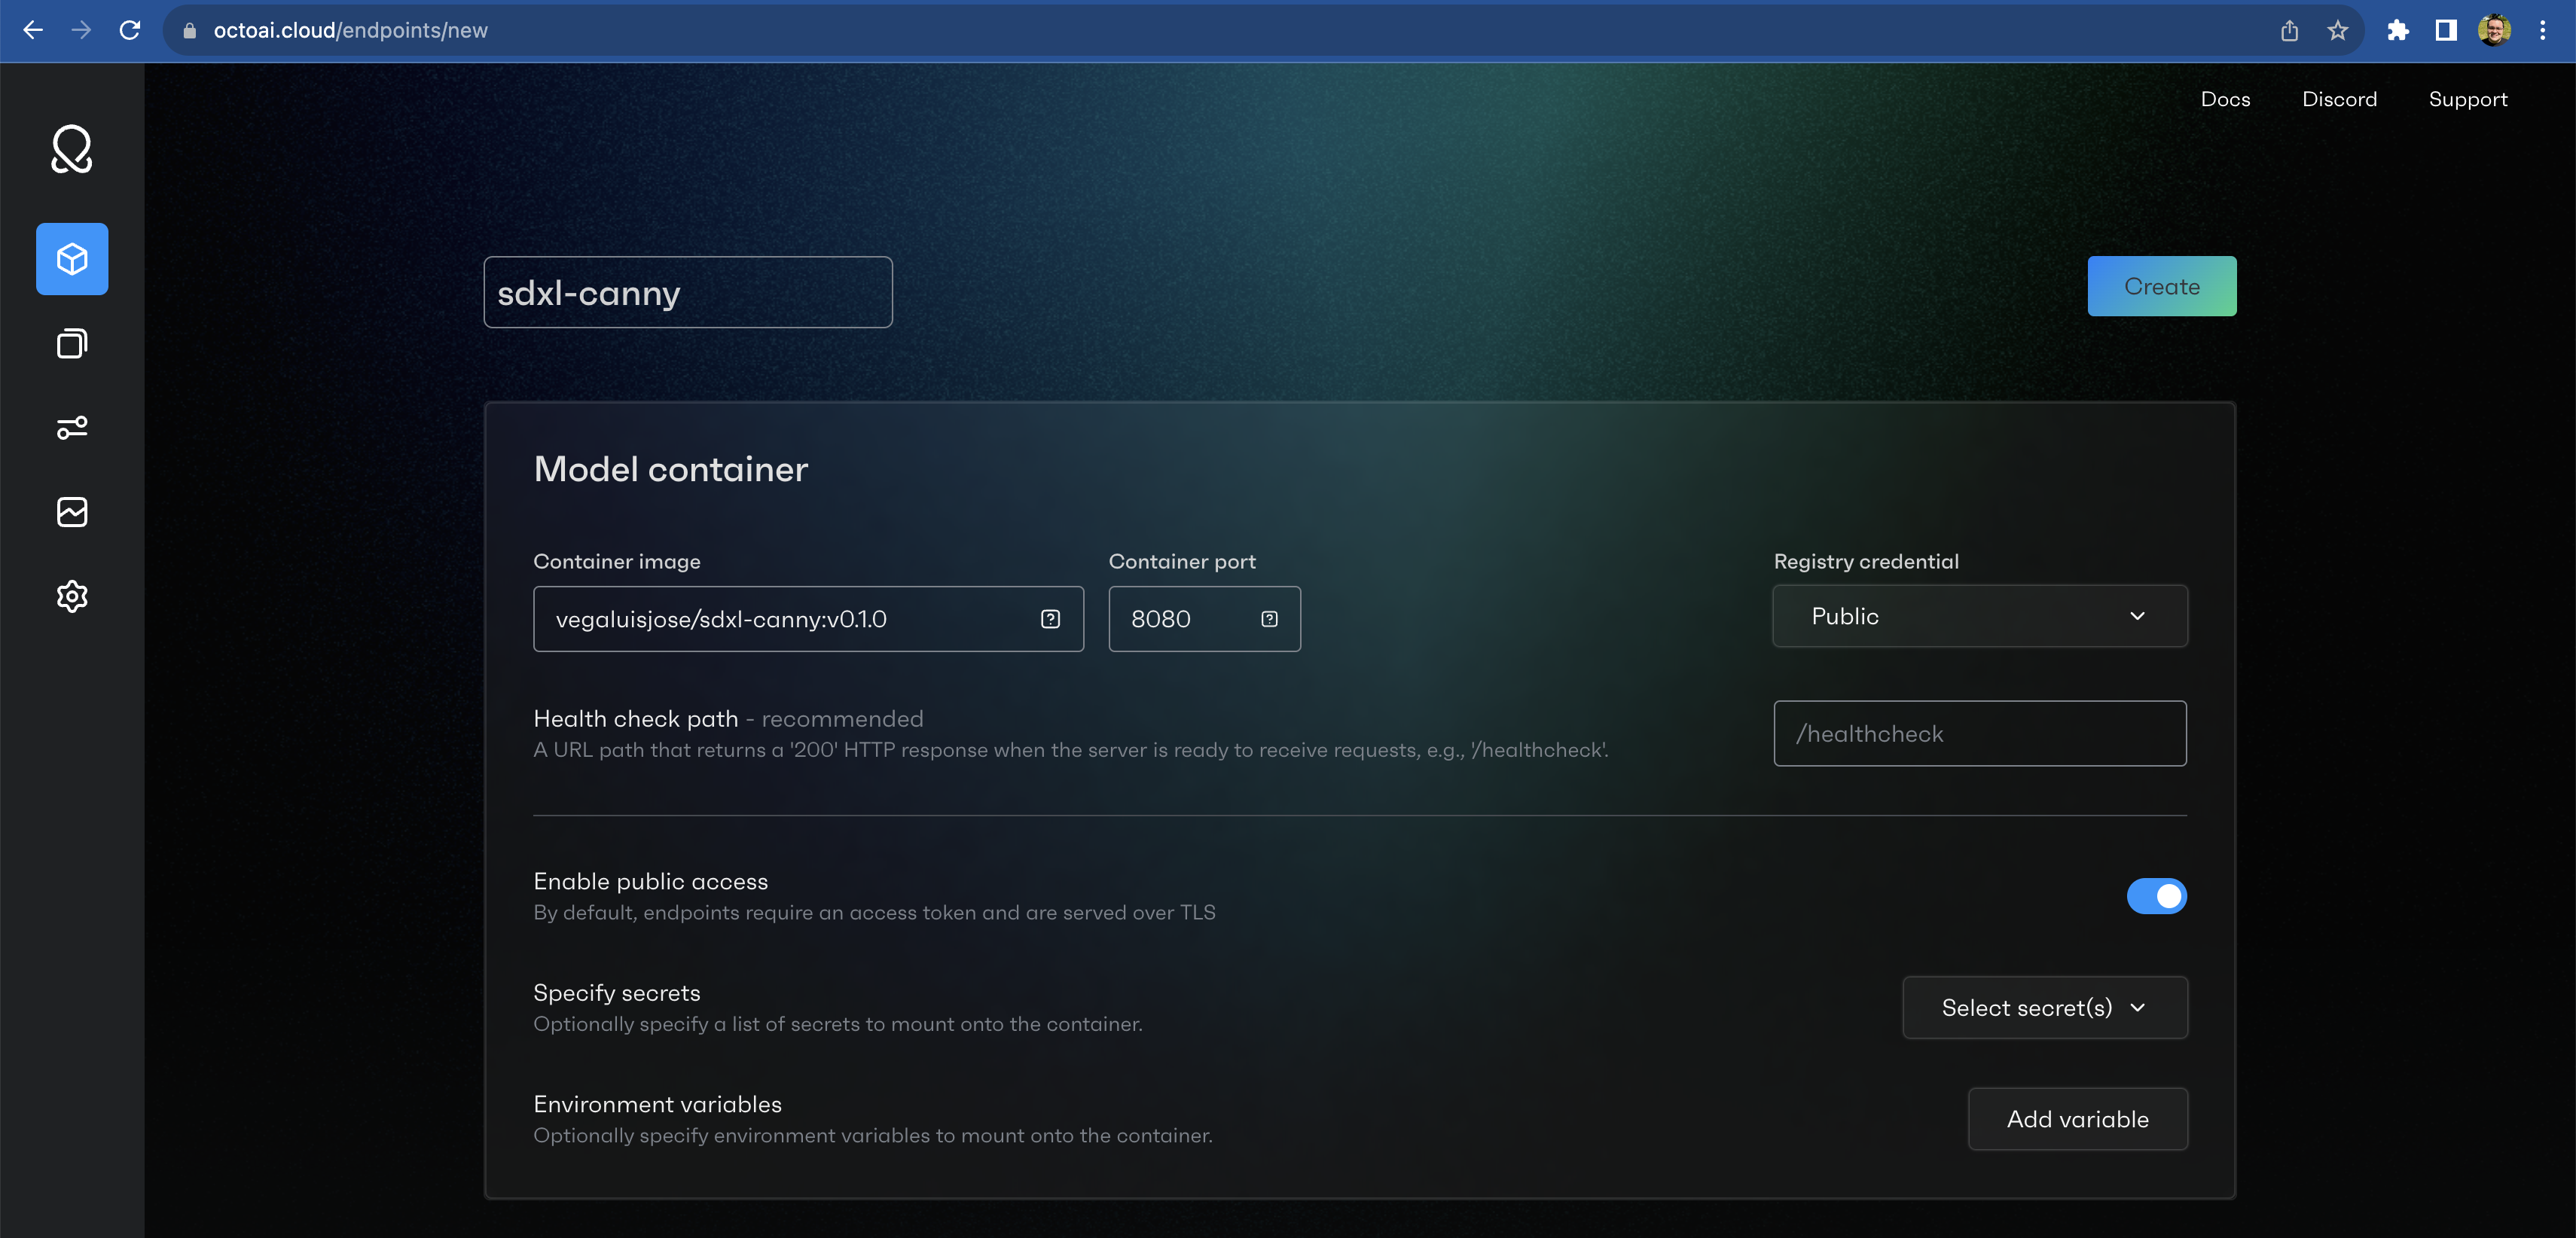 octoai.cloud/endpoints/new
Docs Discord Support
sdxl-canny
Create
Model container
Container image Container port Registry credential
vegaluisjose/sdxl-canny:v0.1.0 8080 Public
Health check path - recommended
/healthcheck
A URL path that returns a '200' HTTP response when the server is ready to receive requests, e.g., '/healthcheck'.
Enable public access
By default, endpoints require an access token and are served over TLS
Specify secrets
Select secret(s)
Optionally specify a list of secrets to mount onto the container.
Environment variables
Add variable
Optionally specify environment variables to mount onto the container.